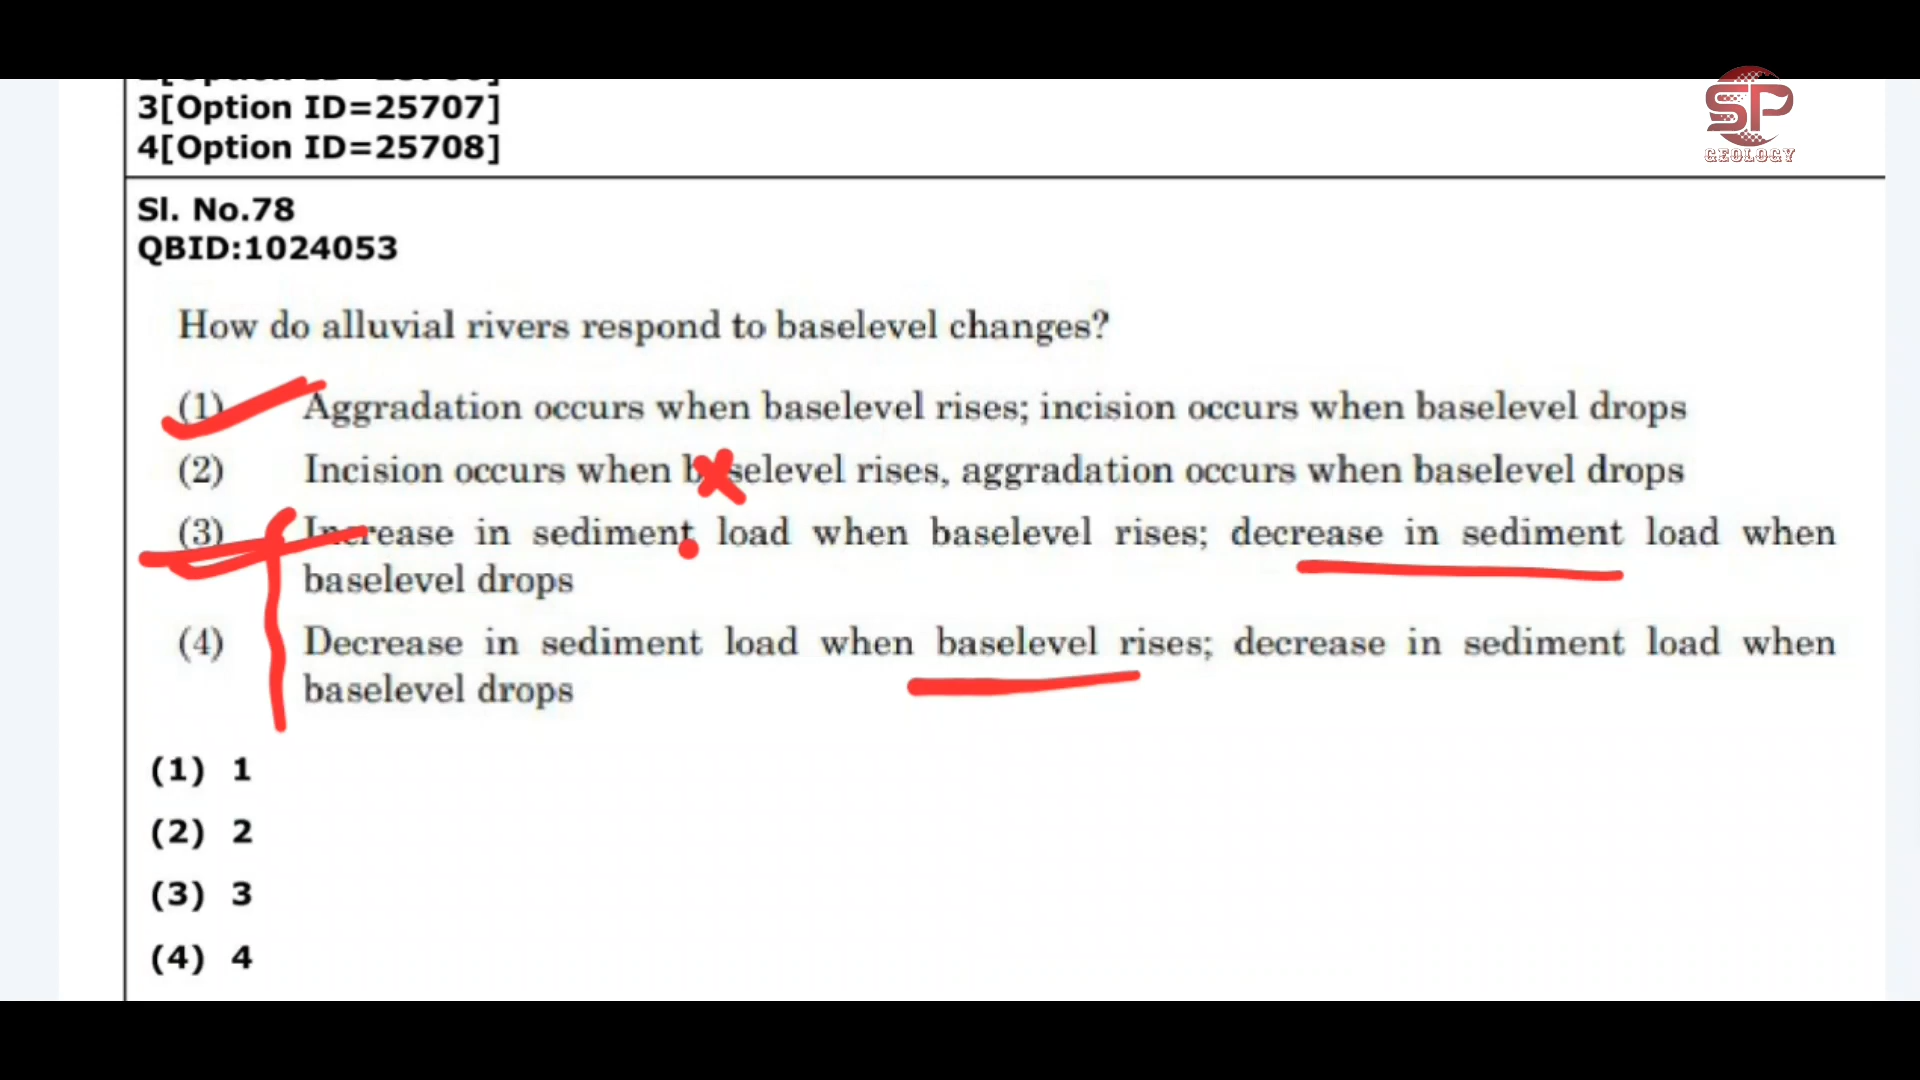 3[Option ID=25707]
4[Option ID=25708]
SP
GEOLOGY
Sl. No.78
QBID:1024053
How do alluvial rivers respond to baselevel changes?
(1) Aggradation occurs when baselevel rises; incision occurs when baselevel drops
(2) Incision occurs when baselevel rises, aggradation occurs when baselevel drops
(3) Increase in sediment load when baselevel rises; decrease in sediment load when
baselevel drops
(4) Decrease in sediment load when baselevel rises; decrease in sediment load when
baselevel drops
(1) 1
(2) 2
(3) 3
(4) 4